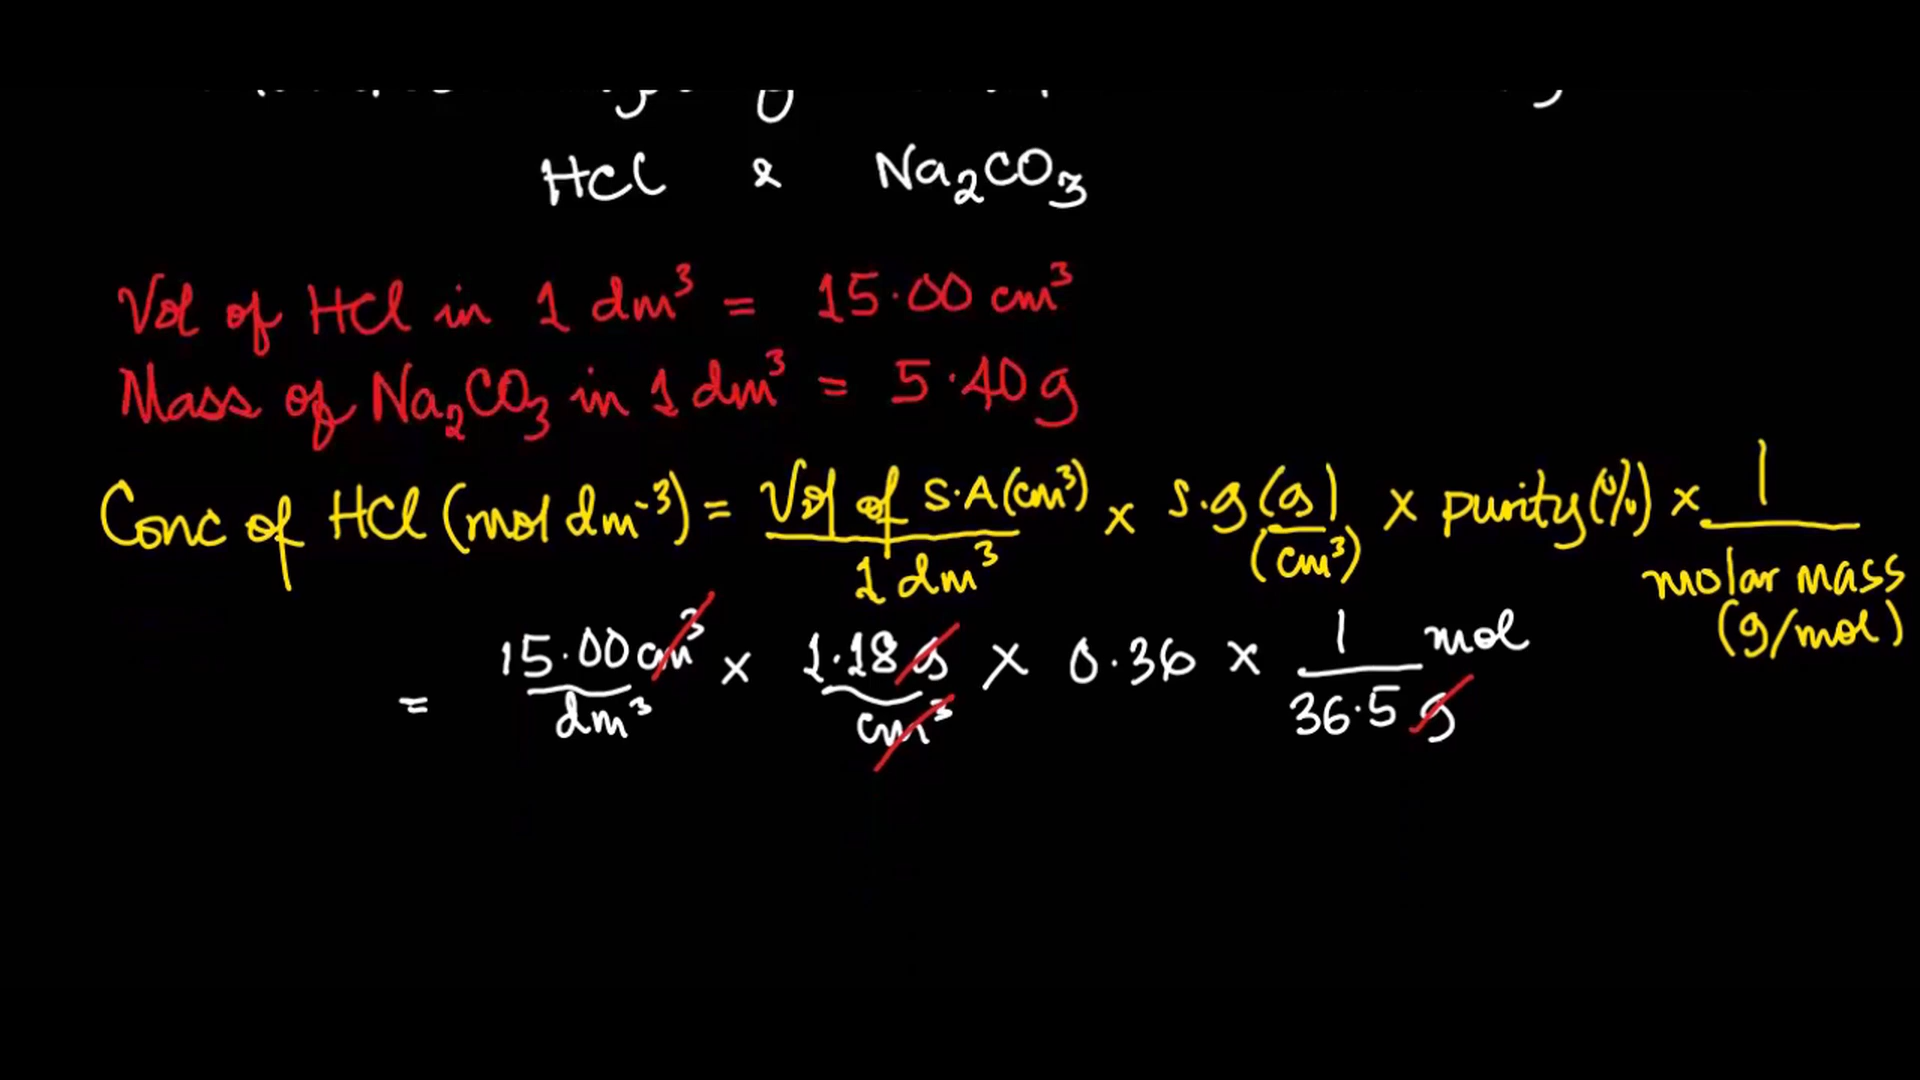 HCl & Na₂CO₃
Vol of HCl in 1 dm³ = 15.00 cm³
Mass of Na₂CO₃ in 1 dm³ = 5.40 g
Conc of HCl (mol dm⁻³) = Vol of S.A (cm³) / 1 dm³ × s.g (g) / (cm³) × purity (%) × 1 / molar mass (g/mol)
= 15.00 cm³ / dm³ × 1.18 g / cm³ × 0.36 × 1 mol / 36.5 g